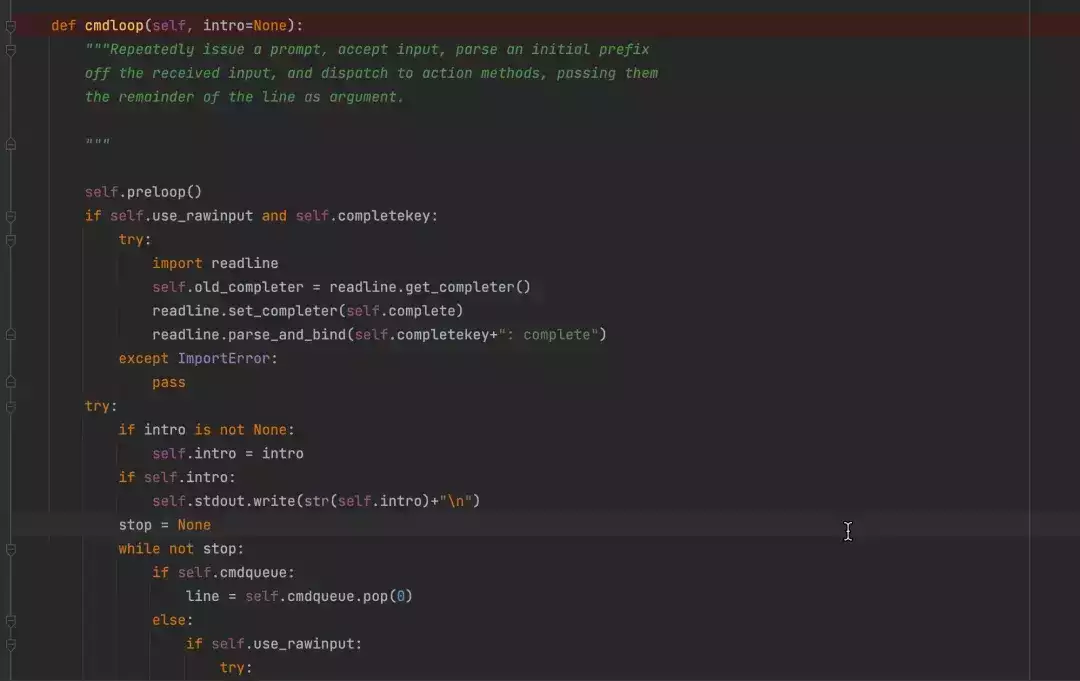 def cmdloop(self, intro=None):
"""Repeatedly issue a prompt, accept input, parse an initial prefix
off the received input, and dispatch to action methods, passing them
the remainder of the line as argument.
"""
self.preloop()
if self.use_rawinput and self.completekey:
try:
import readline
self.old_completer = readline.get_completer()
readline.set_completer(self.complete)
readline.parse_and_bind(self.completekey+": complete")
except ImportError:
pass
try:
if intro is not None:
self.intro = intro
if self.intro:
self.stdout.write(str(self.intro)+"\n")
stop = None
while not stop:
if self.cmdqueue:
line = self.cmdqueue.pop(0)
else:
if self.use_rawinput:
try: